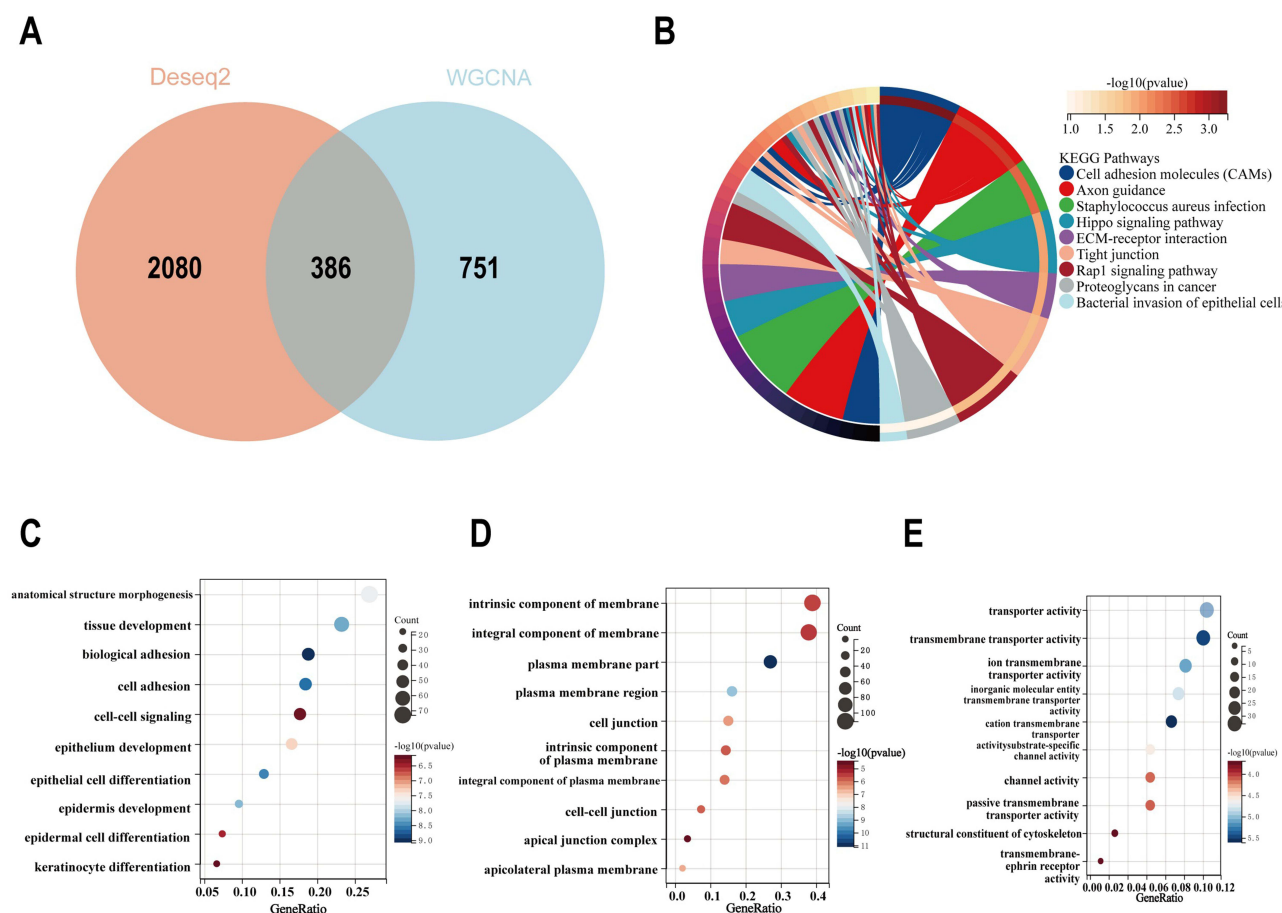 A
Deseq2
WGCNA
2080
386
751
B
-log10(pvalue)
1.0 1.5 2.0 2.5 3.0
KEGG Pathways
Cell adhesion molecules (CAMs)
Axon guidance
Staphylococcus aureus infection
Hippo signaling pathway
ECM-receptor interaction
Tight junction
Rap1 signaling pathway
Proteoglycans in cancer
Bacterial invasion of epithelial cells
C
anatomical structure morphogenesis
tissue development
biological adhesion
cell adhesion
cell-cell signaling
epithelium development
epithelial cell differentiation
epidermis development
epidermal cell differentiation
keratinocyte differentiation
0.05 0.10 0.15 0.20 0.25
GeneRatio
Count
20
30
40
50
60
70
-log10(pvalue)
6.5
7.0
7.5
8.0
8.5
9.0
D
intrinsic component of membrane
integral component of membrane
plasma membrane part
plasma membrane region
cell junction
intrinsic component
of plasma membrane
integral component of plasma membrane
cell-cell junction
apical junction complex
apicolateral plasma membrane
0.0 0.1 0.2 0.3 0.4
GeneRatio
Count
20
40
60
80
100
-log10(pvalue)
4
5
6
7
8
9
10
11
E
transporter activity
transmembrane transporter activity
ion transmembrane
transporter activity
inorganic molecular entity
transmembrane transporter
activity
cation transmembrane
transporter
activitysubstrate-specific
channel activity
channel activity
passive transmembrane
transporter activity
structural constituent of cytoskeleton
transmembrane-
ephrin receptor
activity
0.00 0.02 0.04 0.06 0.08 0.10 0.12
GeneRatio
Count
5
10
15
20
25
30
-log10(pvalue)
4.0
4.5
5.0
5.5